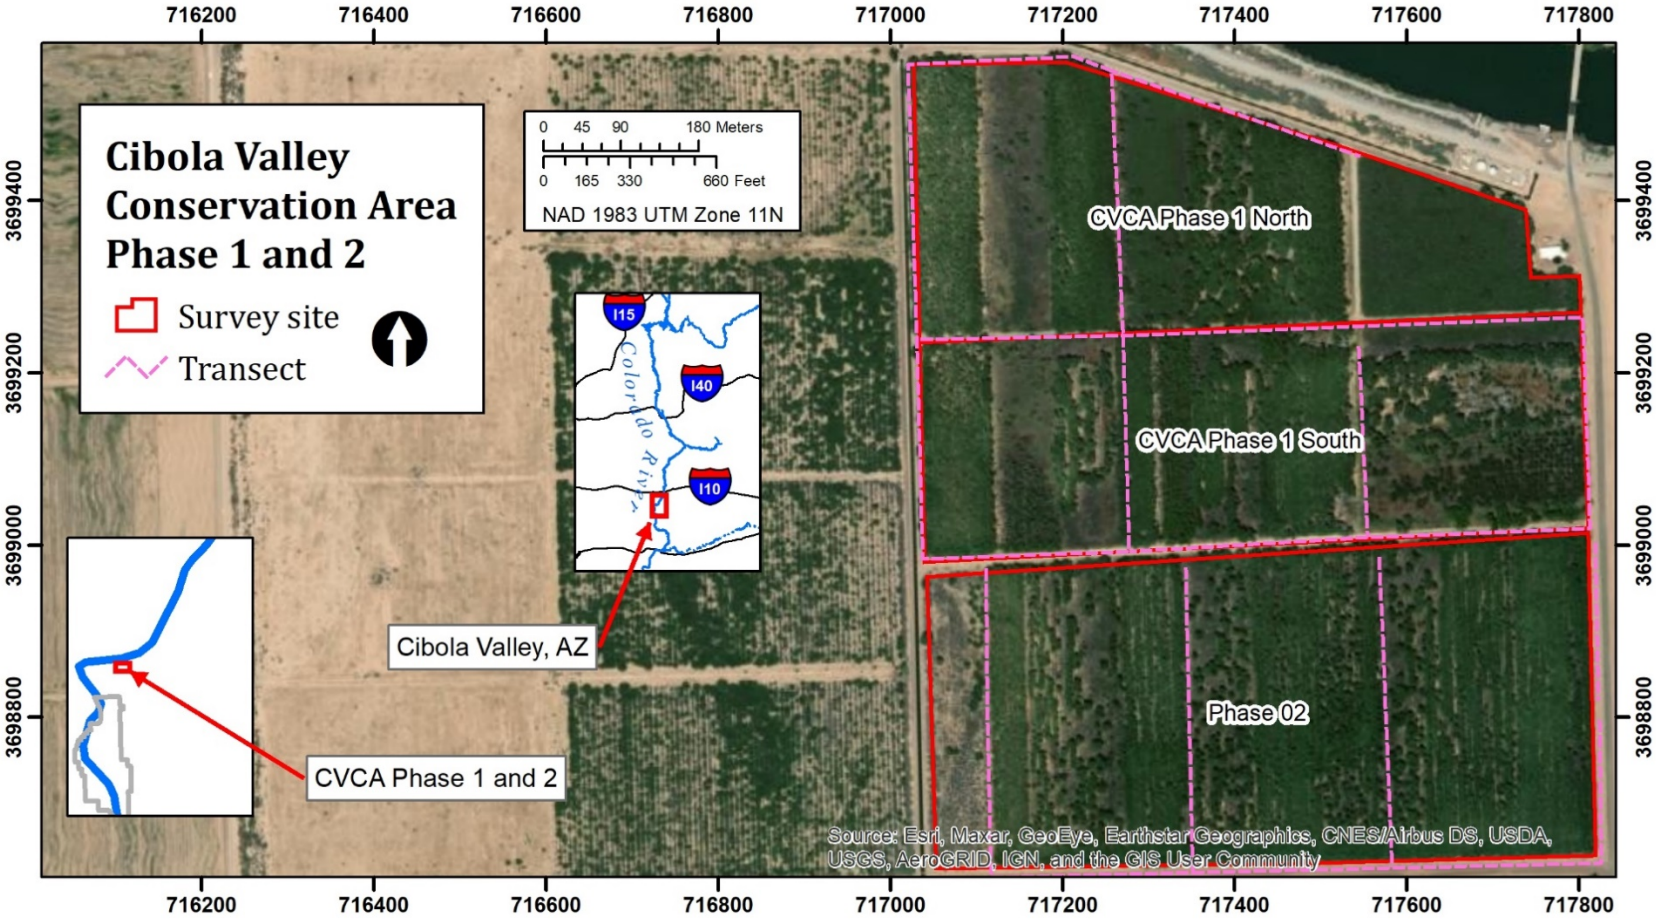 716200 716400 716600 716800 717000 717200 717400 717600 717800
Cibola Valley
Conservation Area
Phase 1 and 2
Survey site
Transect
0 45 90 180 Meters
0 165 330 660 Feet
NAD 1983 UTM Zone 11N
I15
I40
I10
Colorado River
Cibola Valley, AZ
CVCA Phase 1 and 2
CVCA Phase 1 North
CVCA Phase 1 South
Phase 02
3699400
3699200
3699000
3698800
3699400
3699200
3699000
3698800
Source: Esri, Maxar, GeoEye, Earthstar Geographics, CNES/Airbus DS, USDA,
USGS, AeroGRID, IGN, and the GIS User Community
716200 716400 716600 716800 717000 717200 717400 717600 717800